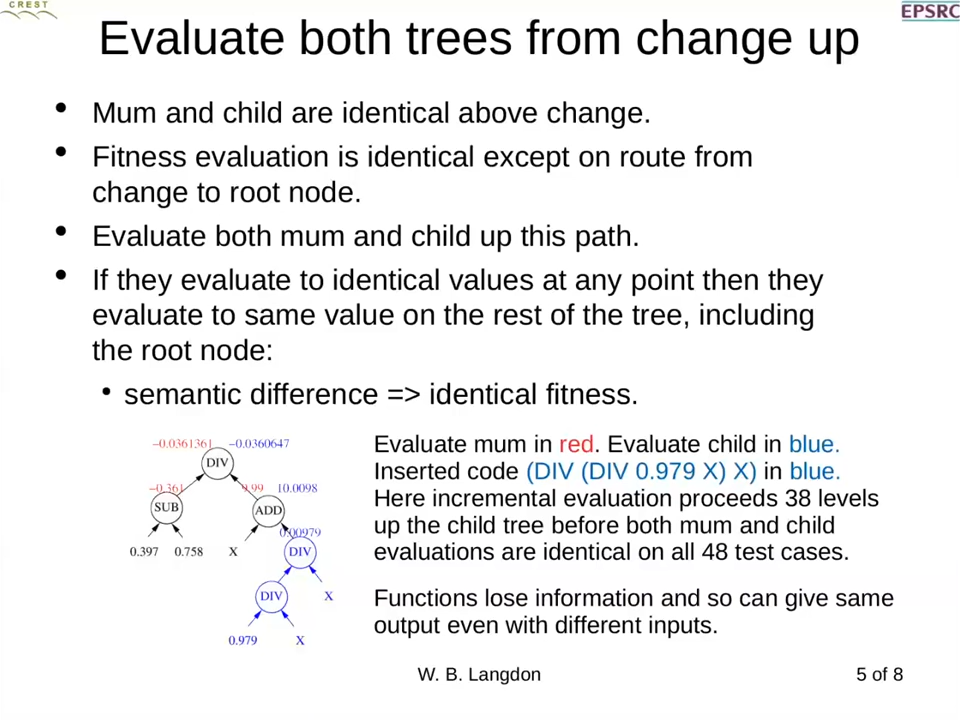 CREST
EPSRC
Evaluate both trees from change up
• Mum and child are identical above change.
• Fitness evaluation is identical except on route from
change to root node.
• Evaluate both mum and child up this path.
• If they evaluate to identical values at any point then they
evaluate to same value on the rest of the tree, including
the root node:
• semantic difference => identical fitness.
−0.0361361 −0.0360647
DIV
−0.361 9.99 10.0098
SUB ADD
0.00979
0.397 0.758 X DIV
DIV X
0.979 X
Evaluate mum in red. Evaluate child in blue.
Inserted code (DIV (DIV 0.979 X) X) in blue.
Here incremental evaluation proceeds 38 levels
up the child tree before both mum and child
evaluations are identical on all 48 test cases.
Functions lose information and so can give same
output even with different inputs.
W. B. Langdon
5 of 8